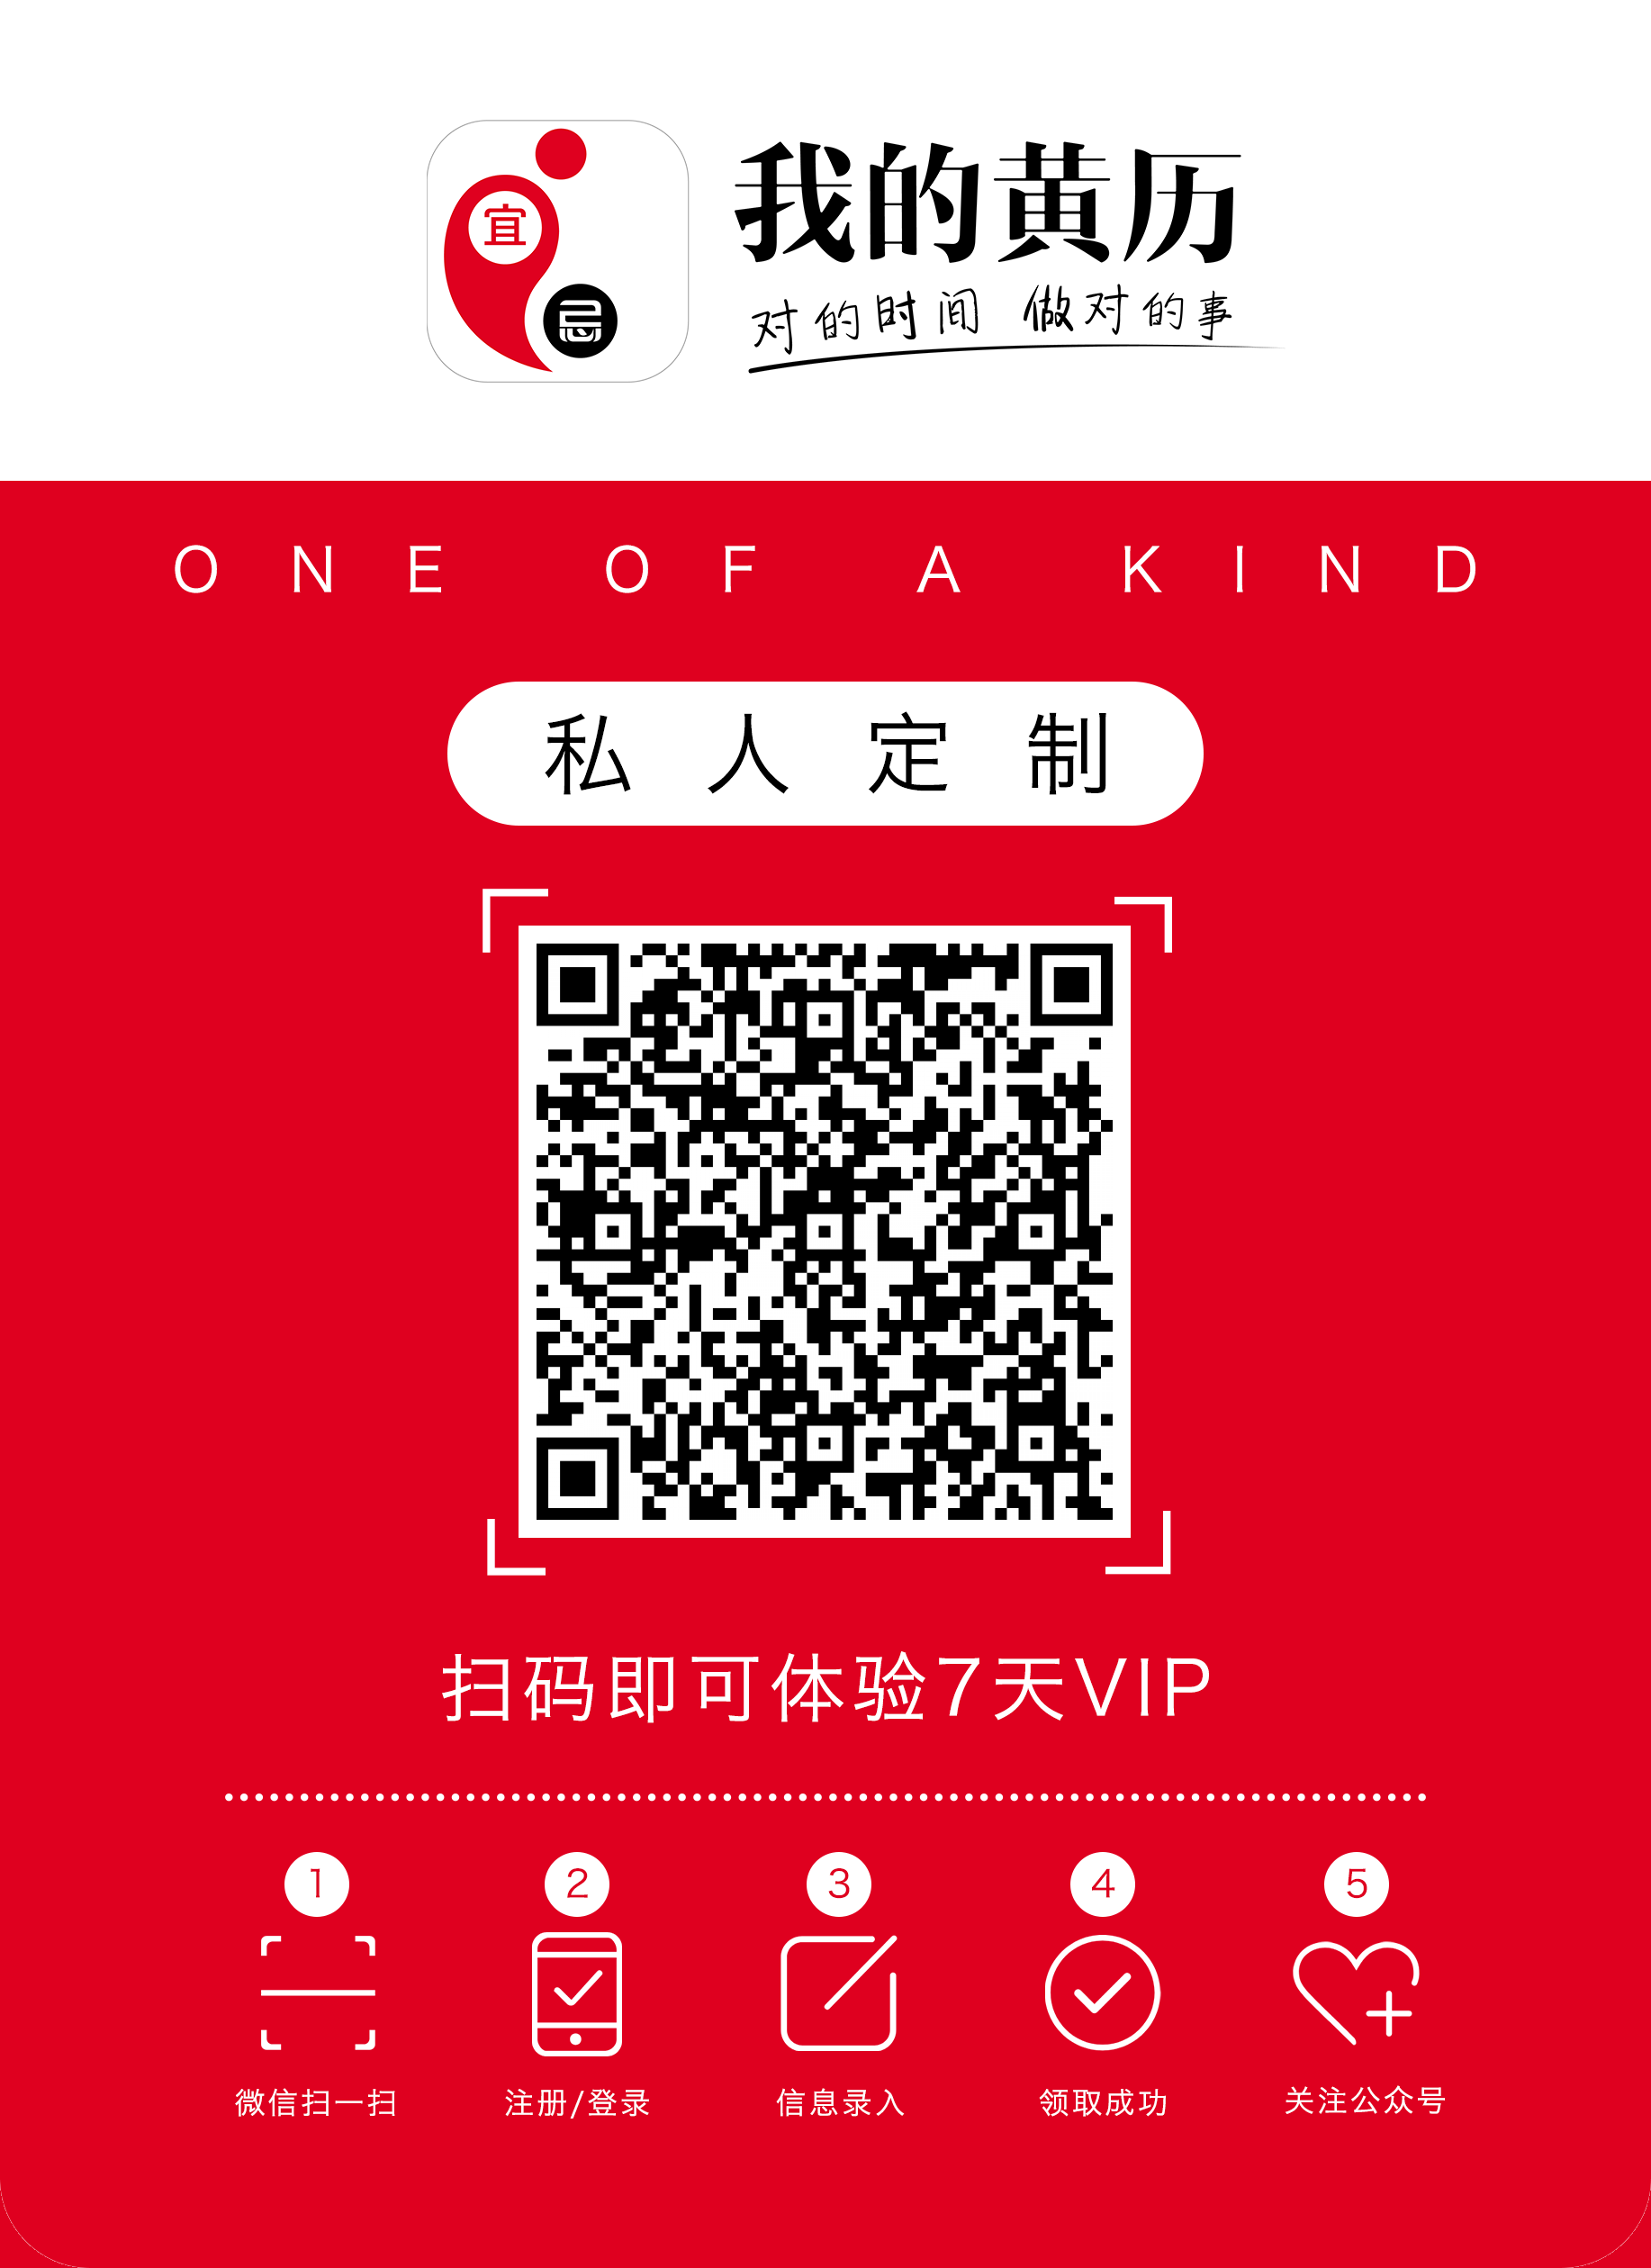 宜
忌
我的黄历
对的时间 做对的事
ONE OF A KIND
私人定制
扫码即可体验7天VIP
1 2 3 4 5
微信扫一扫 注册/登录 信息录入 领取成功 关注公众号